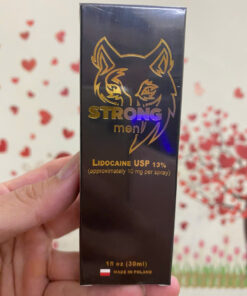 STRONG
men
LIDOCAINE USP 13%
(approximately 10 mg per spray)
1fl oz (30ml)
MADE IN POLAND